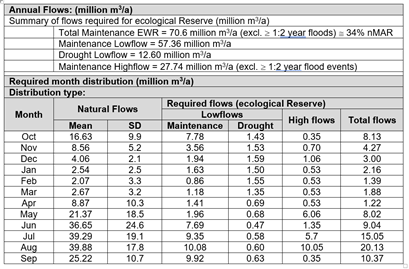 Annual Flows: (million m³/a)
Summary of flows required for ecological Reserve (million m³/a)
Total Maintenance EWR = 70.6 million m³/a (excl. ≥ 1:2 year floods) ≅ 34% nMAR
Maintenance Lowflow = 57.36 million m³/a
Drought Lowflow = 12.60 million m³/a
Maintenance Highflow = 27.74 million m³/a (excl. ≥ 1:2 year flood events)
Required month distribution (million m³/a)
Distribution type:
Month Natural Flows Required flows (ecological Reserve)
Lowflows High flows Total flows
Mean SD Maintenance Drought
Oct 16.63 9.9 7.78 1.43 0.35 8.13
Nov 8.56 5.2 3.56 1.53 0.70 4.27
Dec 4.06 2.1 1.94 1.59 1.06 3.00
Jan 2.54 2.5 1.63 1.50 0.53 2.16
Feb 2.07 3.3 0.86 1.55 0.53 1.39
Mar 2.67 3.2 1.18 1.35 0.53 1.88
Apr 8.87 10.3 1.41 0.69 0.53 1.22
May 21.37 18.5 1.96 0.68 6.06 8.02
Jun 36.65 24.6 7.69 0.47 1.35 9.04
Jul 39.29 19.1 9.35 0.58 5.7 15.05
Aug 39.88 17.8 10.08 0.60 10.05 20.13
Sep 25.22 10.7 9.92 0.63 0.35 10.37